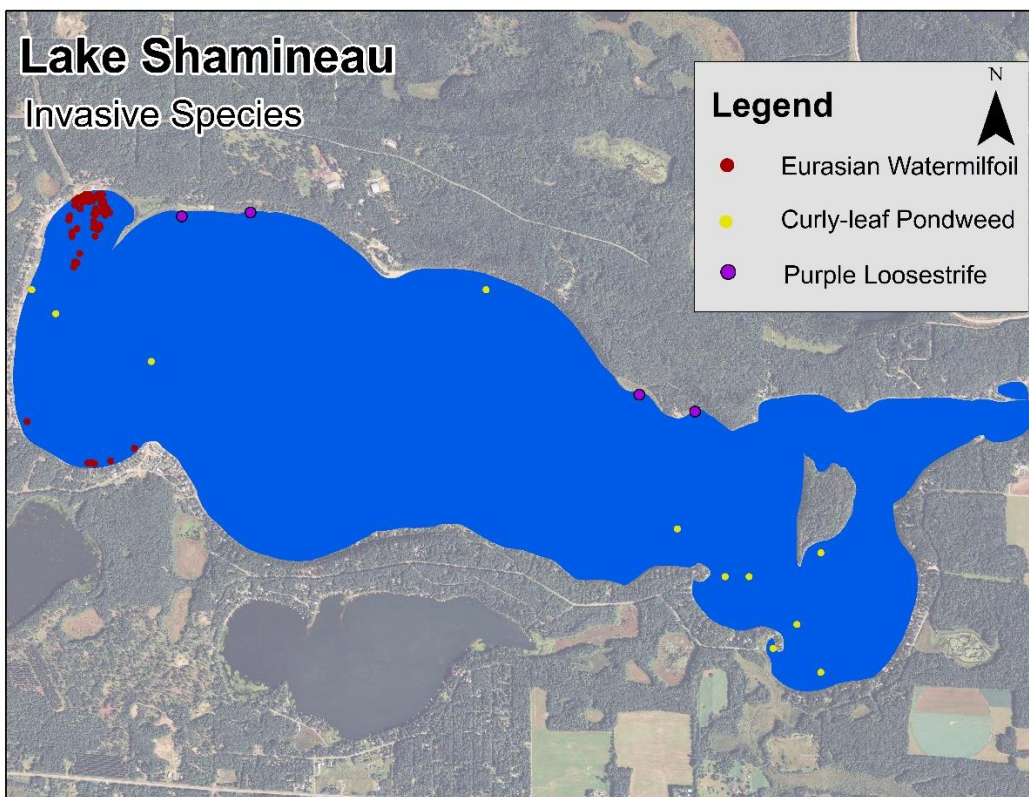 Lake Shamineau
Invasive Species
N
Legend
Eurasian Watermilfoil
Curly-leaf Pondweed
Purple Loosestrife